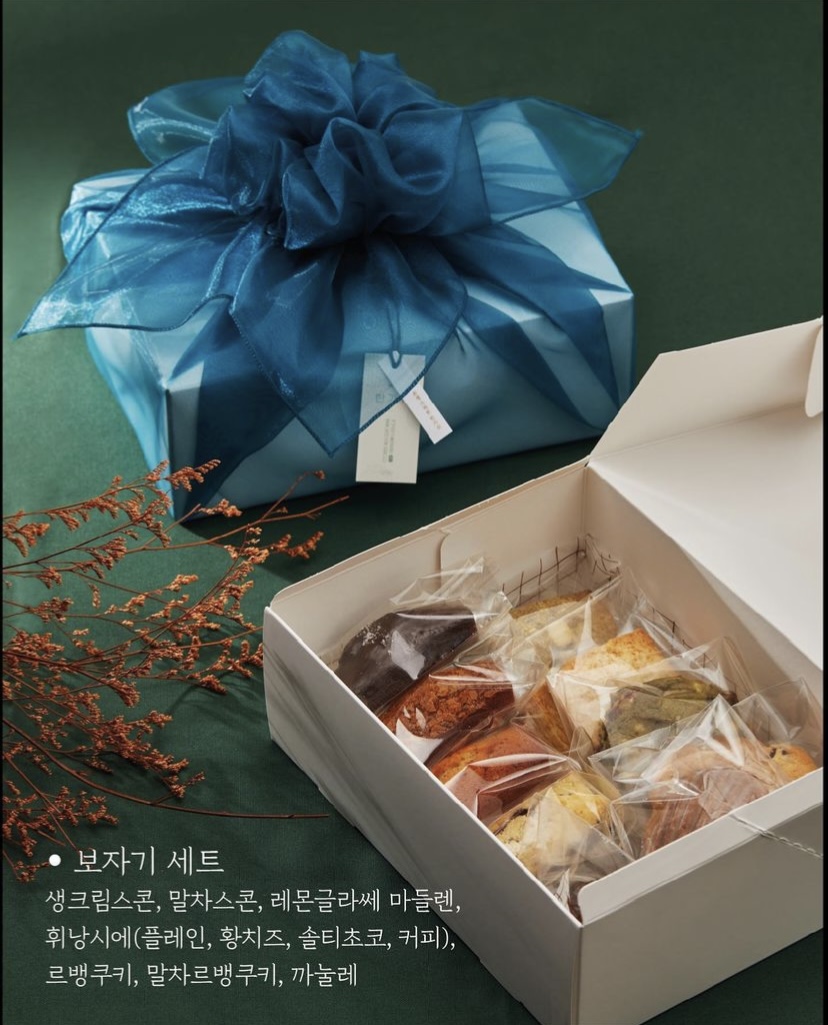 • 보자기 세트
생크림스콘, 말차스콘, 레몬글라쎄 마들렌,
휘낭시에(플레인, 황치즈, 솔티초코, 커피),
르뱅쿠키, 말차르뱅쿠키, 까눌레